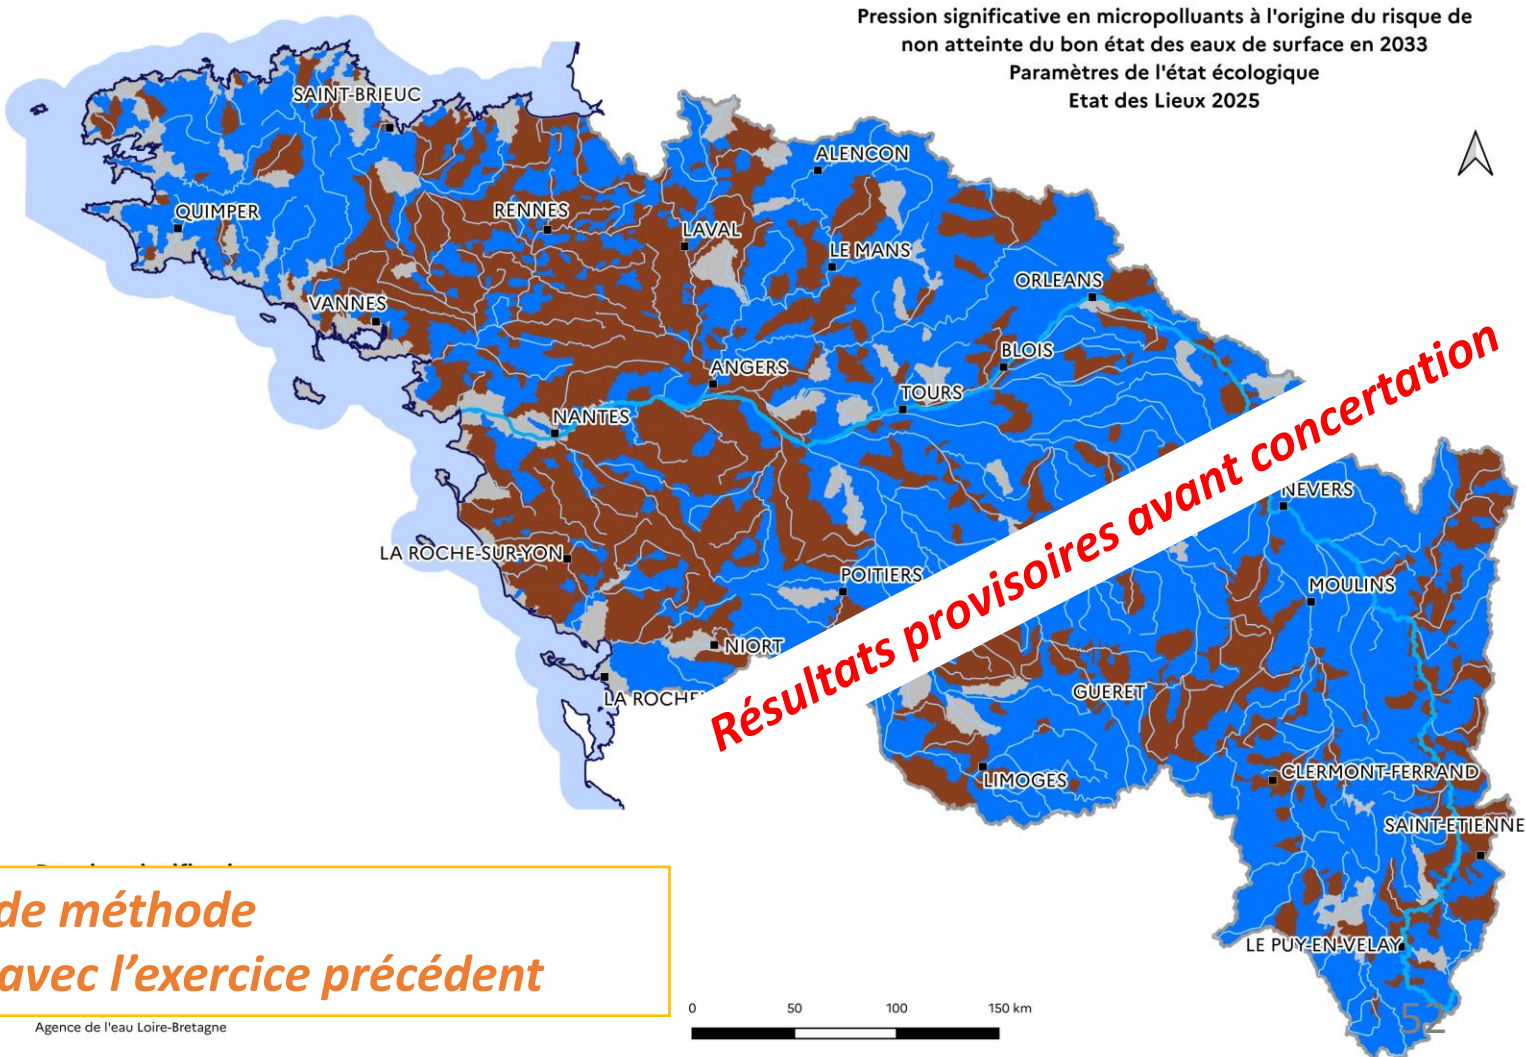 Pression significative en micropolluants à l'origine du risque de
non atteinte du bon état des eaux de surface en 2033
Paramètres de l'état écologique
Etat des Lieux 2025
SAINT-BRIEUC
ALENCON
QUIMPER
RENNES
LAVAL
LE MANS
ORLEANS
VANNES
BLOIS
ANGERS
TOURS
NANTES
Résultats provisoires avant concertation
NEVERS
LA ROCHE-SUR-YON
POITIERS
MOULINS
NIORT
GUERET
LA ROCHE
LIMOGES
CLERMONT-FERRAND
SAINT-ETIENNE
LE PUY-EN-VELAY
de méthode
avec l’exercice précédent
Agence de l'eau Loire-Bretagne
0 50 100 150 km
52